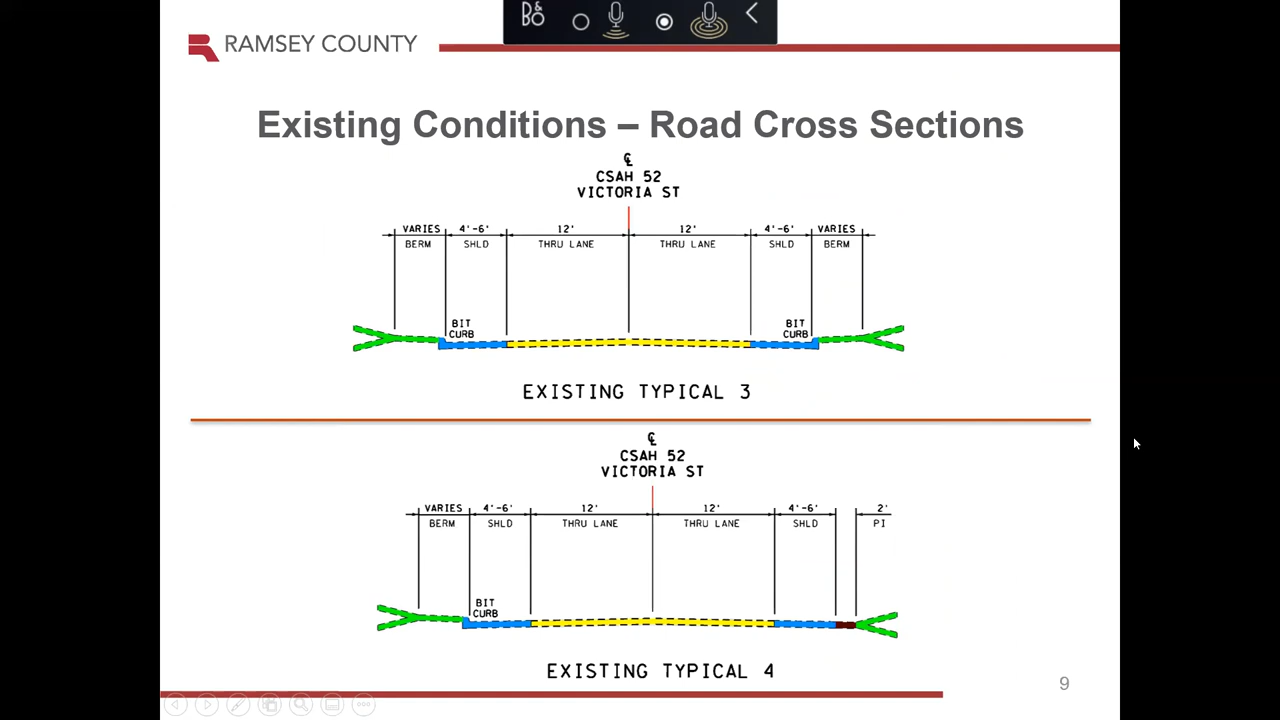 B&O
RAMSEY COUNTY
Existing Conditions – Road Cross Sections
℄
CSAH 52
VICTORIA ST
VARIES 4'-6' 12' 12' 4'-6' VARIES
BERM SHLD THRU LANE THRU LANE SHLD BERM
BIT CURB BIT CURB
EXISTING TYPICAL 3
℄
CSAH 52
VICTORIA ST
VARIES 4'-6' 12' 12' 4'-6' 2'
BERM SHLD THRU LANE THRU LANE SHLD PI
BIT CURB
EXISTING TYPICAL 4
9